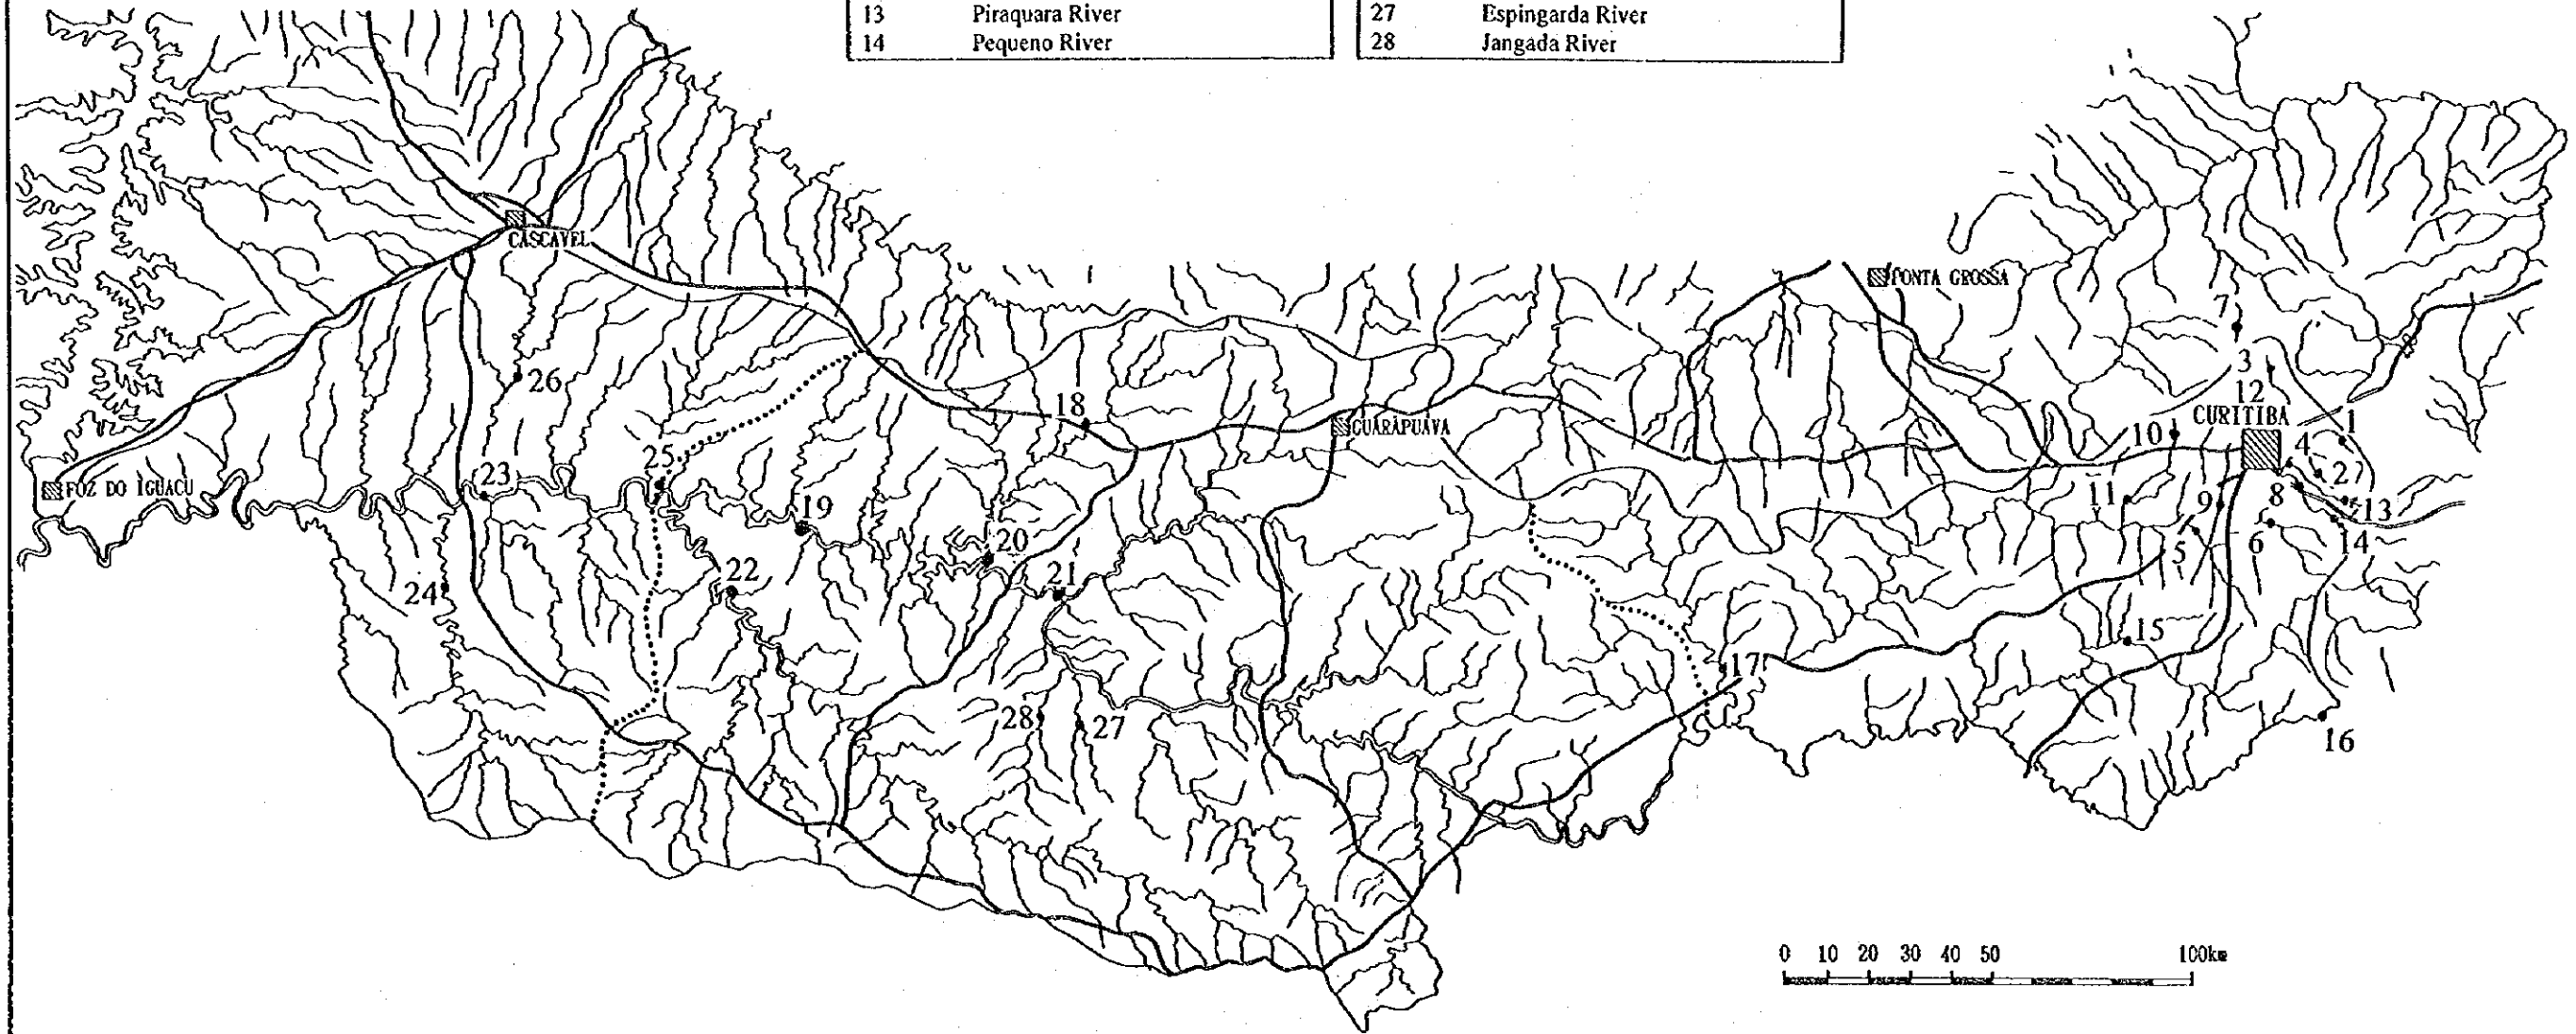 13 Piraquara River
14 Pequeno River
27 Espingarda River
28 Jangada River
CASCAVEL
PONTA GROSSA
7
3
12
CURITIBA
1
26
18
GUARAPUAVA
10
4
2
25
FOZ DO IGUACU
23
11
9
8
13
19
5
6
14
20
22
21
24
15
17
28
27
16
0 10 20 30 40 50 100km